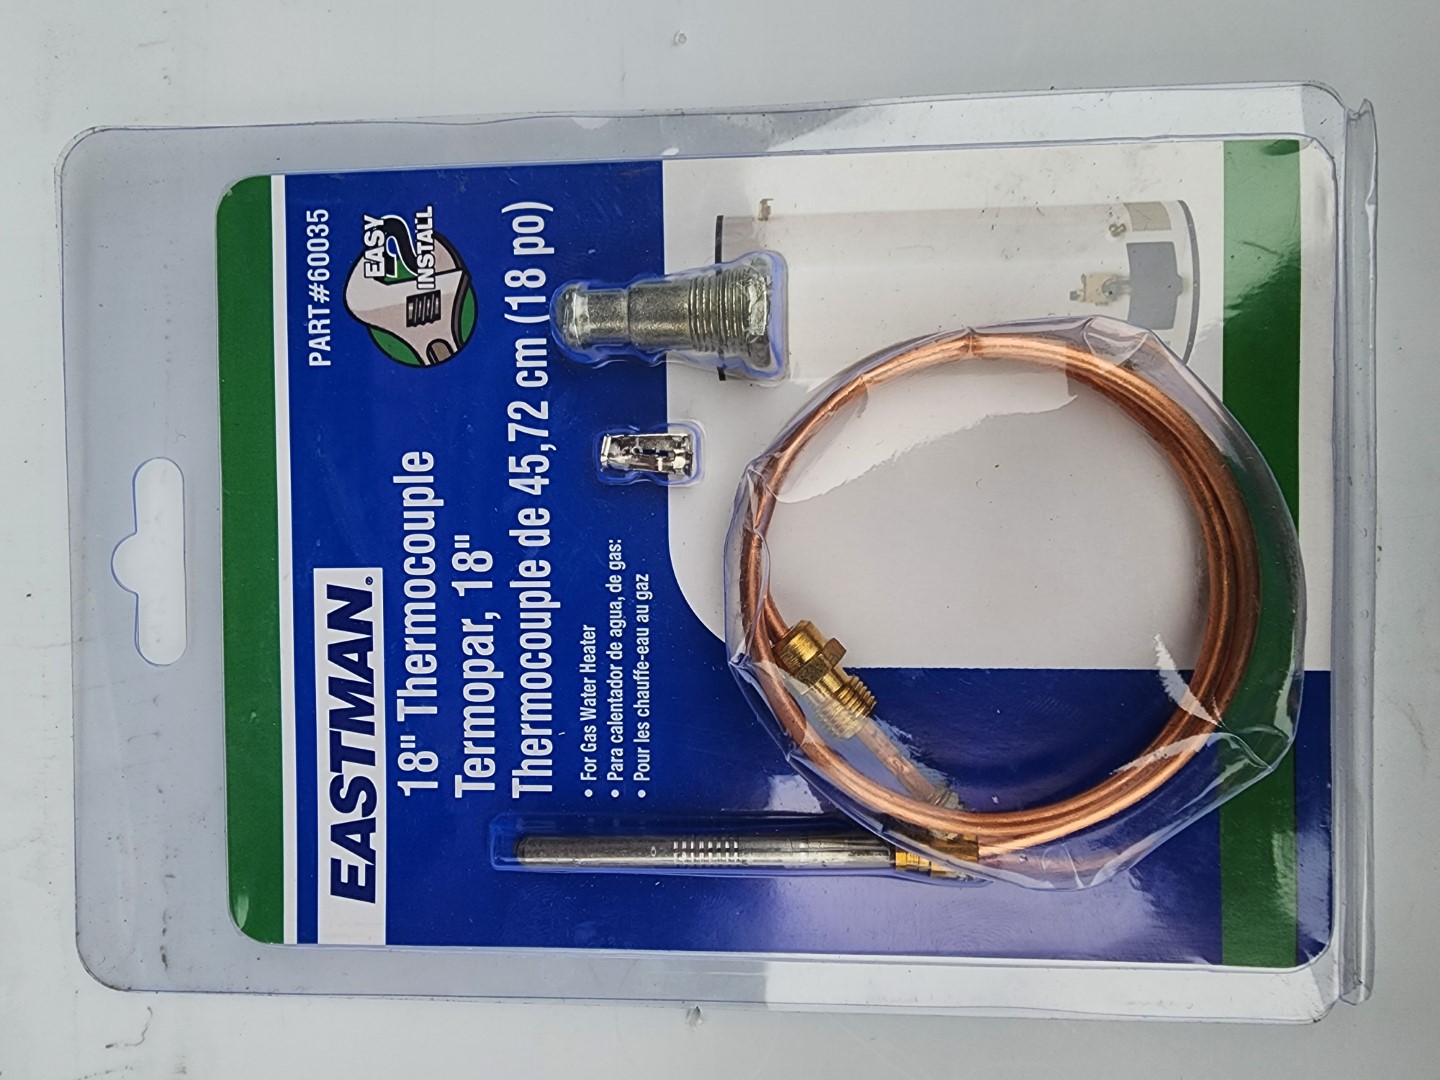 PART#60035
EASTMAN®
EASY
2
INSTALL
18" Thermocouple
Termopar, 18"
Thermocouple de 45,72 cm (18 po)
• For Gas Water Heater
• Para calentador de agua, de gas:
• Pour les chauffe-eau au gaz